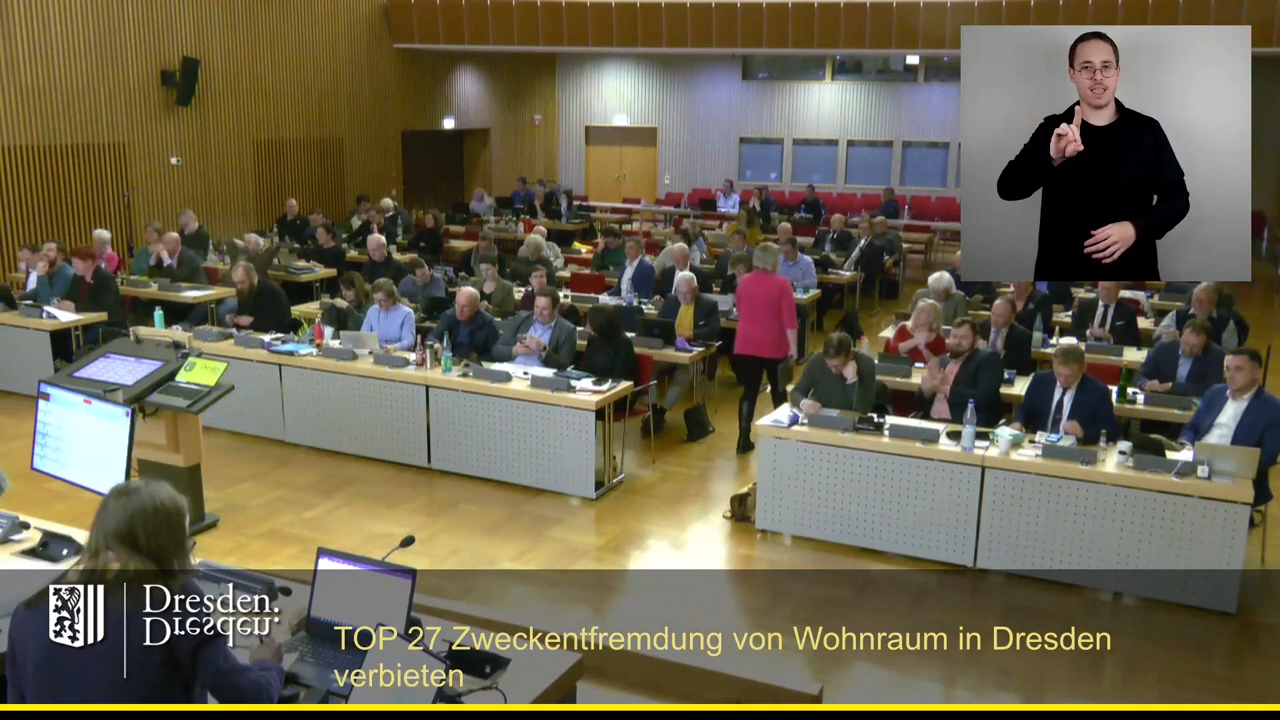 Dresden.
Dresden.
TOP 27 Zweckentfremdung von Wohnraum in Dresden
verbieten